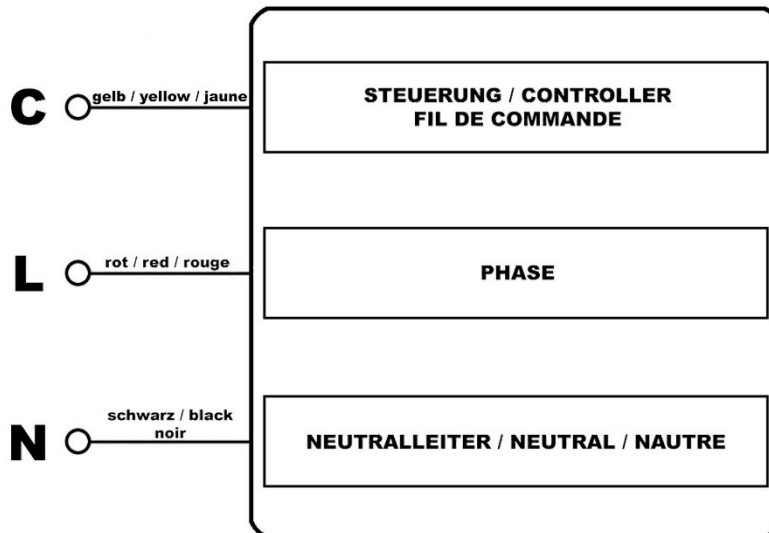 C
gelb / yellow / jaune
STEUERUNG / CONTROLLER
FIL DE COMMANDE
L
rot / red / rouge
PHASE
N
schwarz / black
noir
NEUTRALLEITER / NEUTRAL / NAUTRE